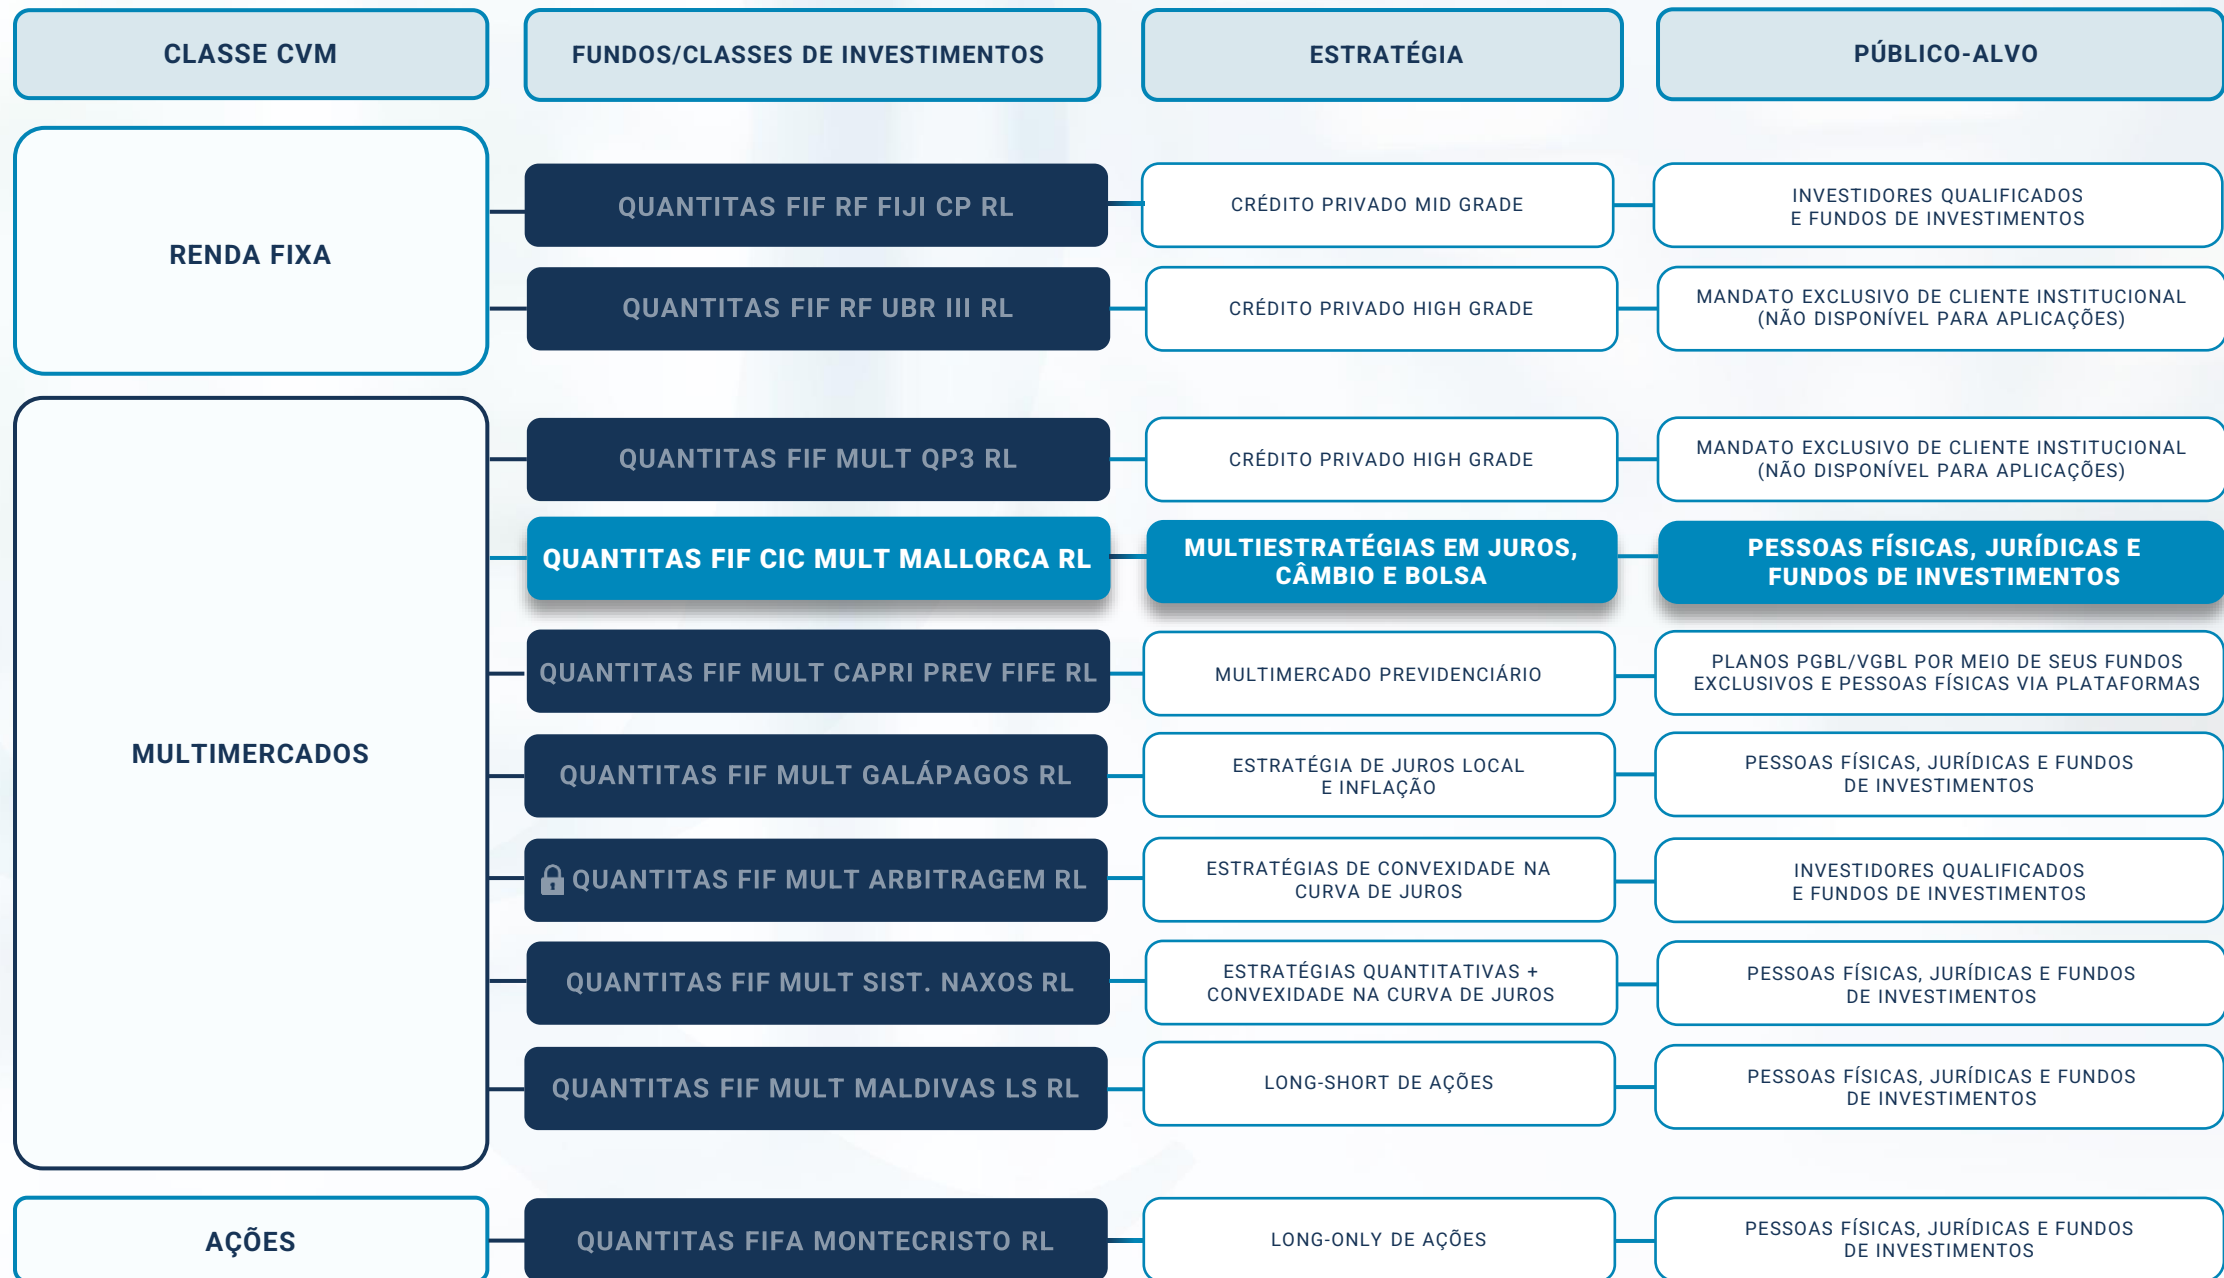 CLASSE CVM
FUNDOS/CLASSES DE INVESTIMENTOS
ESTRATÉGIA
PÚBLICO-ALVO
RENDA FIXA
QUANTITAS FIF RF FIJI CP RL
CRÉDITO PRIVADO MID GRADE
INVESTIDORES QUALIFICADOS
E FUNDOS DE INVESTIMENTOS
QUANTITAS FIF RF UBR III RL
CRÉDITO PRIVADO HIGH GRADE
MANDATO EXCLUSIVO DE CLIENTE INSTITUCIONAL
(NÃO DISPONÍVEL PARA APLICAÇÕES)
MULTIMERCADOS
QUANTITAS FIF MULT QP3 RL
CRÉDITO PRIVADO HIGH GRADE
MANDATO EXCLUSIVO DE CLIENTE INSTITUCIONAL
(NÃO DISPONÍVEL PARA APLICAÇÕES)
QUANTITAS FIF CIC MULT MALLORCA RL
MULTIESTRATÉGIAS EM JUROS,
CÂMBIO E BOLSA
PESSOAS FÍSICAS, JURÍDICAS E
FUNDOS DE INVESTIMENTOS
QUANTITAS FIF MULT CAPRI PREV FIFE RL
MULTIMERCADO PREVIDENCIÁRIO
PLANOS PGBL/VGBL POR MEIO DE SEUS FUNDOS
EXCLUSIVOS E PESSOAS FÍSICAS VIA PLATAFORMAS
QUANTITAS FIF MULT GALÁPAGOS RL
ESTRATÉGIA DE JUROS LOCAL
E INFLAÇÃO
PESSOAS FÍSICAS, JURÍDICAS E FUNDOS
DE INVESTIMENTOS
QUANTITAS FIF MULT ARBITRAGEM RL
ESTRATÉGIAS DE CONVEXIDADE NA
CURVA DE JUROS
INVESTIDORES QUALIFICADOS
E FUNDOS DE INVESTIMENTOS
QUANTITAS FIF MULT SIST. NAXOS RL
ESTRATÉGIAS QUANTITATIVAS +
CONVEXIDADE NA CURVA DE JUROS
PESSOAS FÍSICAS, JURÍDICAS E FUNDOS
DE INVESTIMENTOS
QUANTITAS FIF MULT MALDIVAS LS RL
LONG-SHORT DE AÇÕES
PESSOAS FÍSICAS, JURÍDICAS E FUNDOS
DE INVESTIMENTOS
AÇÕES
QUANTITAS FIFA MONTECRISTO RL
LONG-ONLY DE AÇÕES
PESSOAS FÍSICAS, JURÍDICAS E FUNDOS
DE INVESTIMENTOS